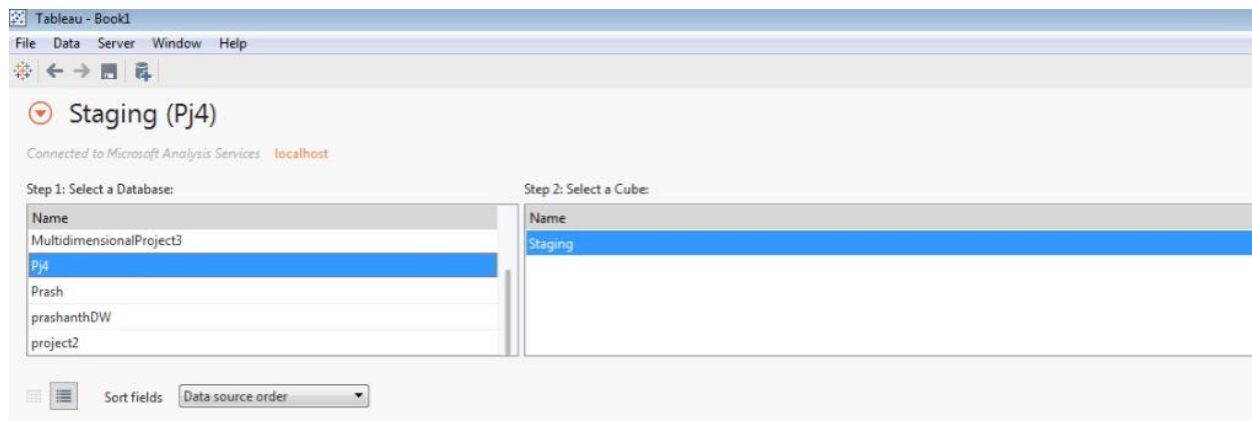 Tableau - Book1
File Data Server Window Help
Staging (Pj4)
Connected to Microsoft Analysis Services localhost
Step 1: Select a Database:
Name
MultidimensionalProject3
Pj4
Prash
prashanthDW
project2
Step 2: Select a Cube:
Name
Staging
Sort fields Data source order